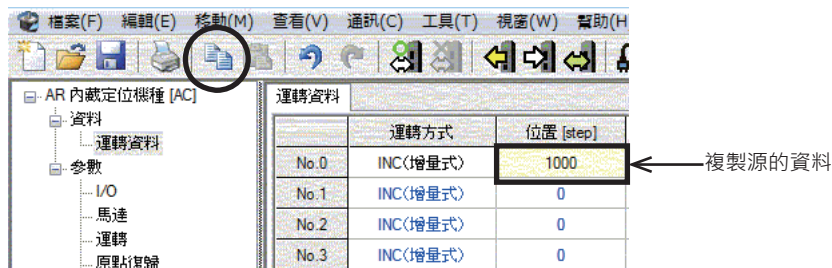 檔案(F) 編輯(E) 移動(M) 查看(V) 通訊(C) 工具(T) 視窗(W) 幫助(H
AR 內藏定位機種 [AC]
資料
運轉資料
參數
I/O
馬達
運轉
原點復歸
運轉資料
運轉方式 位置 [step]
No.0 INC(增量式) 1000
複製源的資料
No.1 INC(增量式) 0
No.2 INC(增量式) 0
No.3 INC(增量式) 0